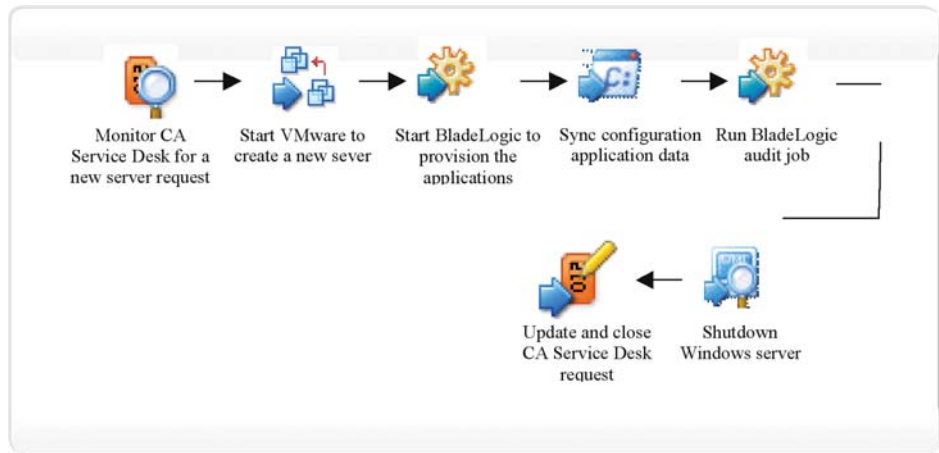 Monitor CA
Service Desk for a
new server request
Start VMware to
create a new sever
Start BladeLogic to
provision the
applications
Sync configuration
application data
Run BladeLogic
audit job
Update and close
CA Service Desk
request
Shutdown
Windows server